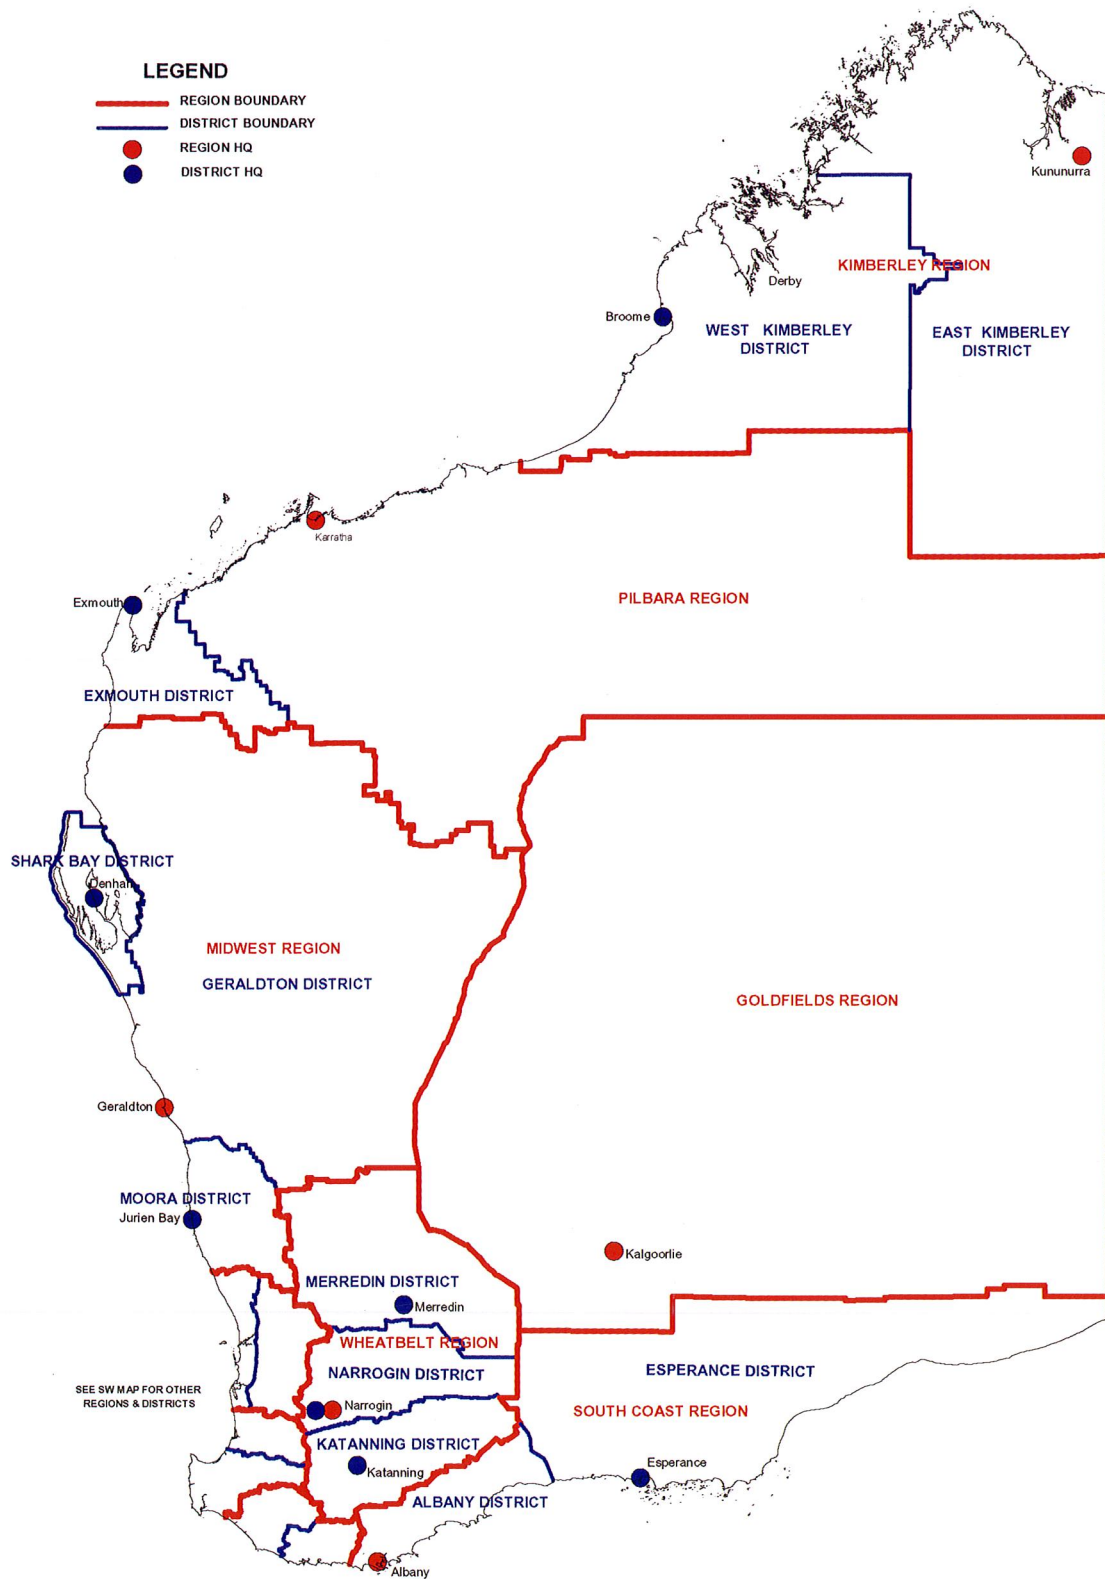 LEGEND
REGION BOUNDARY
DISTRICT BOUNDARY
REGION HQ
DISTRICT HQ
Kununurra
KIMBERLEY REGION
Derby
Broome
WEST KIMBERLEY
DISTRICT
EAST KIMBERLEY
DISTRICT
Karratha
Exmouth
PILBARA REGION
EXMOUTH DISTRICT
SHARK BAY DISTRICT
Denham
MIDWEST REGION
GERALDTON DISTRICT
GOLDFIELDS REGION
Geraldton
MOORA DISTRICT
Jurien Bay
Kalgoorlie
MERREDIN DISTRICT
Merredin
WHEATBELT REGION
NARROGIN DISTRICT
ESPERANCE DISTRICT
SEE SW MAP FOR OTHER
REGIONS & DISTRICTS
Narrogin
SOUTH COAST REGION
KATANNING DISTRICT
Katanning
Esperance
ALBANY DISTRICT
Albany